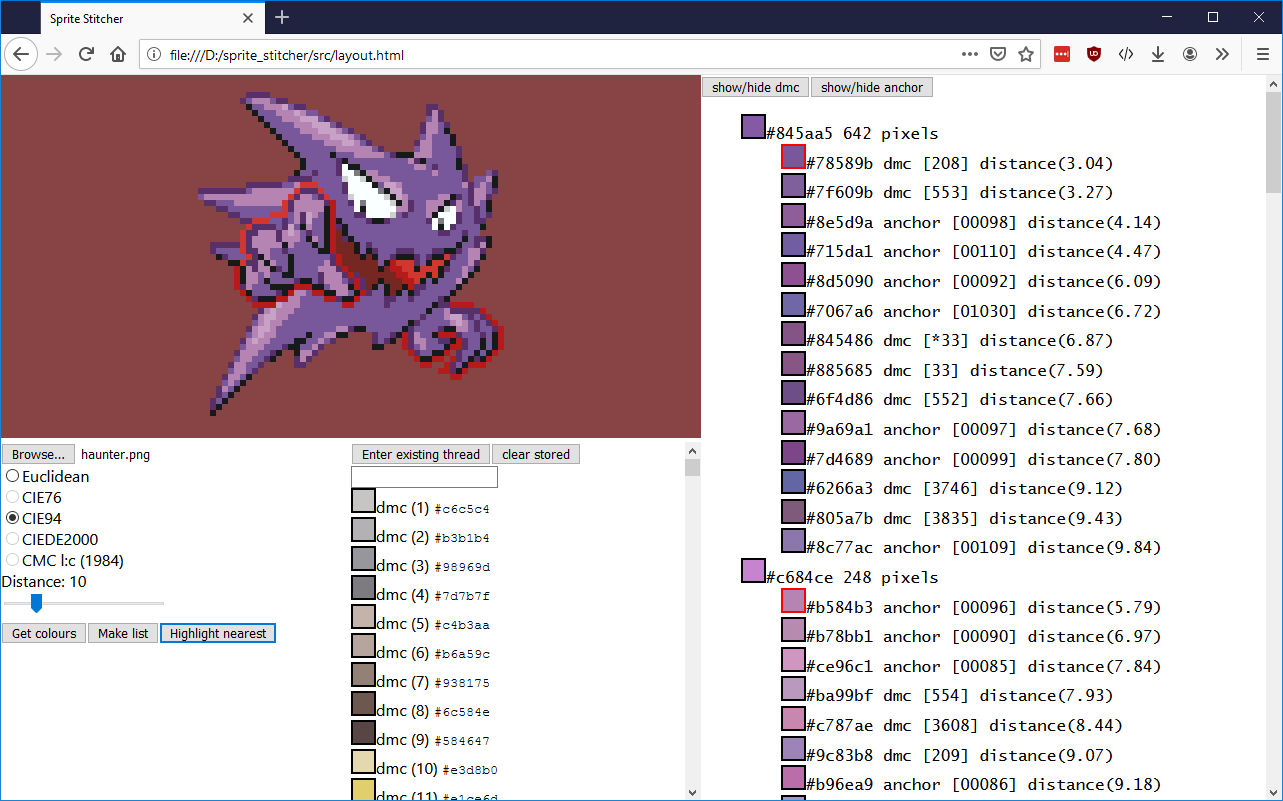 Sprite Stitcher
file:///D:/sprite_stitcher/src/layout.html
show/hide dmc show/hide anchor
#845aa5 642 pixels
#78589b dmc [208] distance(3.04)
#7f609b dmc [553] distance(3.27)
#8e5d9a anchor [00098] distance(4.14)
#715da1 anchor [00110] distance(4.47)
#8d5090 anchor [00092] distance(6.09)
#7067a6 anchor [01030] distance(6.72)
#845486 dmc [*33] distance(6.87)
#885685 dmc [33] distance(7.59)
#6f4d86 dmc [552] distance(7.66)
#9a69a1 anchor [00097] distance(7.68)
#7d4689 anchor [00099] distance(7.80)
#6266a3 dmc [3746] distance(9.12)
#805a7b dmc [3835] distance(9.43)
#8c77ac anchor [00109] distance(9.84)
#c684ce 248 pixels
#b584b3 anchor [00096] distance(5.79)
#b78bb1 anchor [00090] distance(6.97)
#ce96c1 anchor [00085] distance(7.84)
#ba99bf dmc [554] distance(7.93)
#c787ae dmc [3608] distance(8.44)
#9c83b8 dmc [209] distance(9.07)
#b96ea9 anchor [00086] distance(9.18)
Browse... haunter.png
Euclidean
CIE76
CIE94
CIEDE2000
CMC l:c (1984)
Distance: 10
Get colours Make list Highlight nearest
Enter existing thread clear stored
dmc (1) #c6c5c4
dmc (2) #b3b1b4
dmc (3) #98969d
dmc (4) #7d7b7f
dmc (5) #c4b3aa
dmc (6) #b6a59c
dmc (7) #938175
dmc (8) #6c584e
dmc (9) #584647
dmc (10) #e3d8b0
dmc (11) #e1ce6d